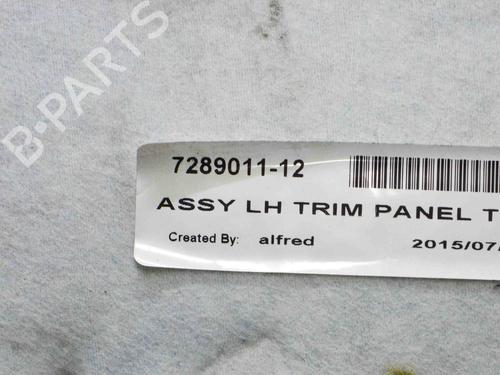 B-PARTS
7289011-12
ASSY LH TRIM PANEL T
Created By: alfred 2015/07/